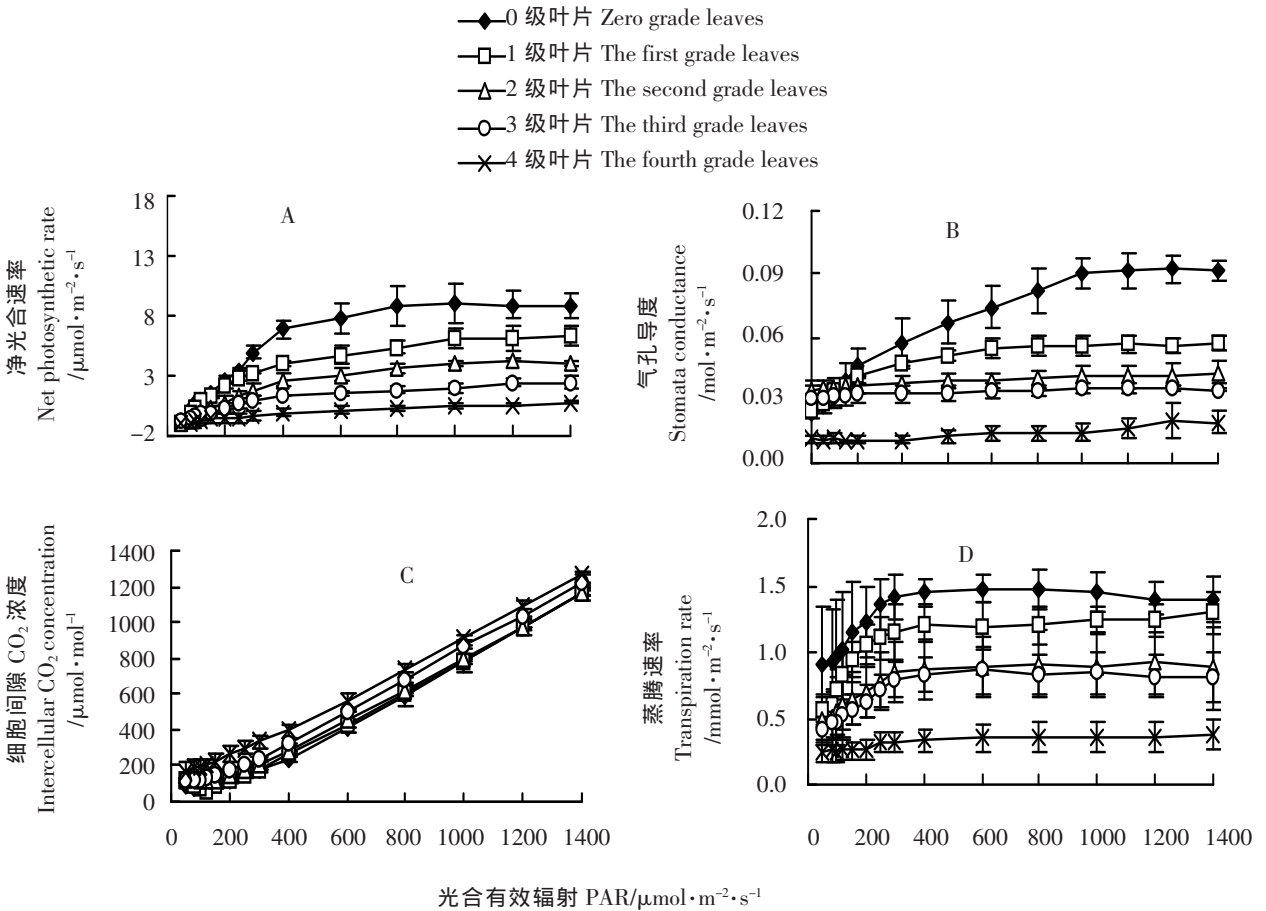 0 级叶片 Zero grade leaves
1 级叶片 The first grade leaves
2 级叶片 The second grade leaves
3 级叶片 The third grade leaves
4 级叶片 The fourth grade leaves
净光合速率
Net photosynthetic rate
/μmol·m⁻²·s⁻¹
18
13
8
3
−2
A
气孔导度
Stomata conductance
/mol·m⁻²·s⁻¹
0.12
0.09
0.06
0.03
0.00
B
细胞间隙 CO₂ 浓度
Intercellular CO₂ concentration
/μmol·mol⁻¹
1400
1200
1000
800
600
400
200
0
C
0 200 400 600 800 1000 1200 1400
蒸腾速率
Transpiration rate
/mmol·m⁻²·s⁻¹
2.0
1.5
1.0
0.5
0.0
D
0 200 400 600 800 1000 1200 1400
光合有效辐射 PAR/μmol·m⁻²·s⁻¹